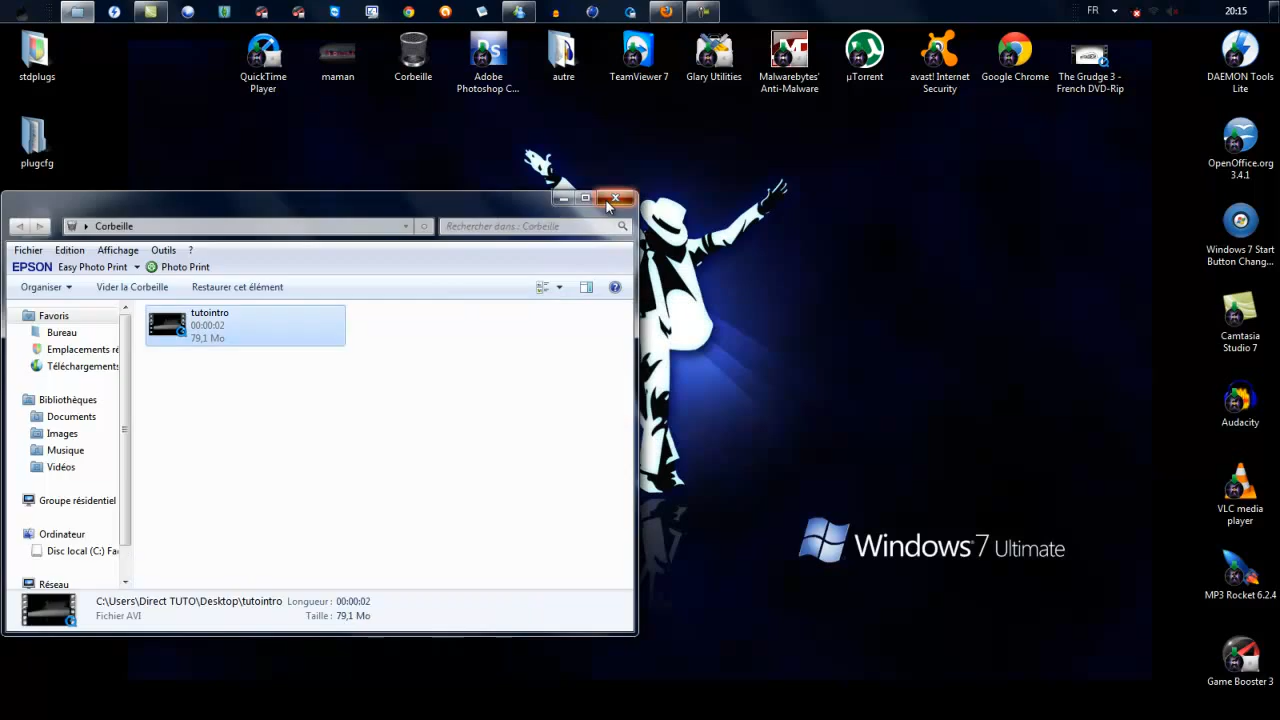 FR
20:15
stdplugs
QuickTime
Player
maman
Corbeille
Ps
Adobe
Photoshop C...
autre
TeamViewer 7
Glary Utilities
Malwarebytes'
Anti-Malware
µTorrent
avast! Internet
Security
Google Chrome
The Grudge 3 -
French DVD-Rip
DAEMON Tools
Lite
plugcfg
OpenOffice.org
3.4.1
Windows 7 Start
Button Chang...
Camtasia
Studio 7
Audacity
VLC media
player
MP3 Rocket 6.2.4
Game Booster 3
Corbeille
Rechercher dans : Corbeille
Fichier Edition Affichage Outils ?
EPSON Easy Photo Print Photo Print
Organiser Vider la Corbeille Restaurer cet élément
Favoris
Bureau
Emplacements ré
Téléchargements
Bibliothèques
Documents
Images
Musique
Vidéos
Groupe résidentiel
Ordinateur
Disc local (C:) Fac
Réseau
tutointro
00:00:02
79,1 Mo
C:\Users\Direct TUTO\Desktop\tutointro Longueur : 00:00:02
Fichier AVI Taille : 79,1 Mo
Windows 7 Ultimate